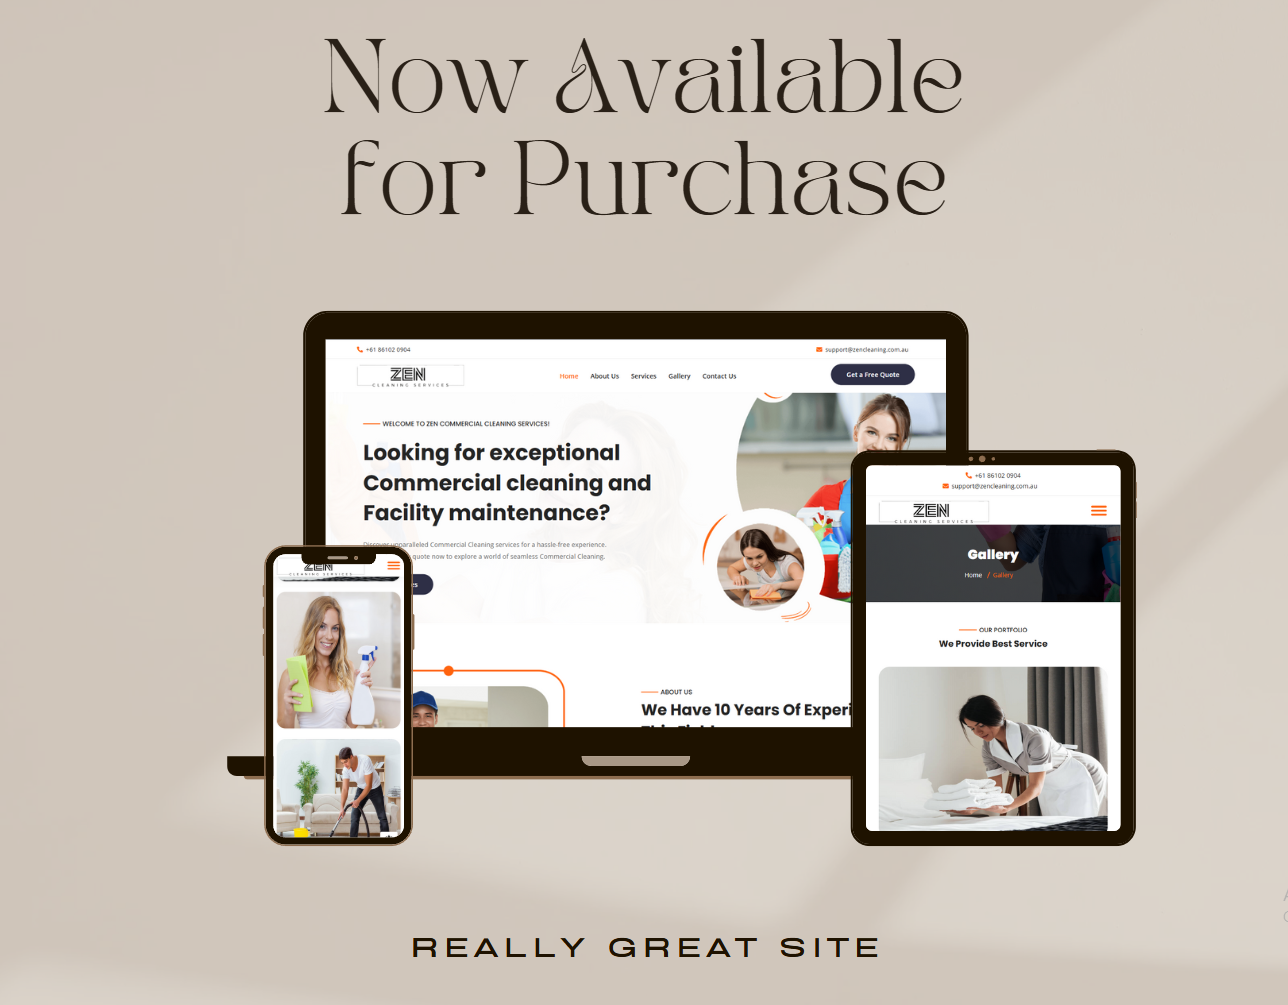 Now Available
for Purchase
+61 86102 0904
support@zencleaning.com.au
ZEN
CLEANING SERVICES
Home
About Us
Services
Gallery
Contact Us
Get a Free Quote
WELCOME TO ZEN COMMERCIAL CLEANING SERVICES!
Looking for exceptional
Commercial cleaning and
Facility maintenance?
Discover unparalleled Commercial Cleaning services for a hassle-free experience.
quote now to explore a world of seamless Commercial Cleaning.
ABOUT US
We Have 10 Years Of Experi
+61 86102 0904
support@zencleaning.com.au
ZEN
CLEANING SERVICES
Gallery
Home / Gallery
OUR PORTFOLIO
We Provide Best Service
ZEN
CLEANING SERVICES
REALLY GREAT SITE